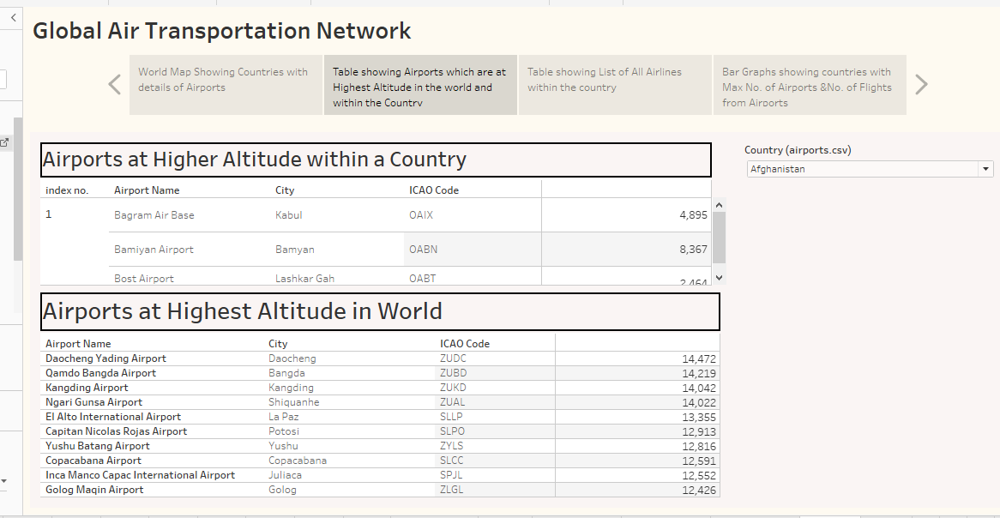 Global Air Transportation Network
World Map Showing Countries with
details of Airports
Table showing Airports which are at
Highest Altitude in the world and
within the Country
Table showing List of All Airlines
within the country
Bar Graphs showing countries with
Max No. of Airports &No. of Flights
from Airports
Airports at Higher Altitude within a Country
Country (airports.csv)
Afghanistan
index no. Airport Name City ICAO Code
1 Bagram Air Base Kabul OAIX 4,895
Bamiyan Airport Bamyan OABN 8,367
Bost Airport Lashkar Gah OABT 2,464
Airports at Highest Altitude in World
Airport Name City ICAO Code
Daocheng Yading Airport Daocheng ZUDC 14,472
Qamdo Bangda Airport Bangda ZUBD 14,219
Kangding Airport Kangding ZUKD 14,042
Ngari Gunsa Airport Shiquanhe ZUAL 14,022
El Alto International Airport La Paz SLLP 13,355
Capitan Nicolas Rojas Airport Potosi SLPO 12,913
Yushu Batang Airport Yushu ZYLS 12,816
Copacabana Airport Copacabana SLCC 12,591
Inca Manco Capac International Airport Juliaca SPJL 12,552
Golog Maqin Airport Golog ZLGL 12,426